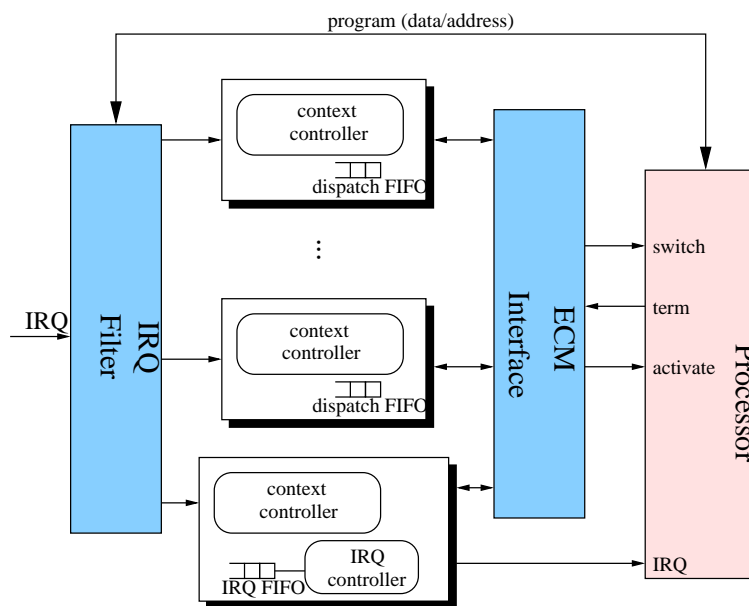 program (data/address)
context
controller
dispatch FIFO
...
IRQ
IRQ
Filter
context
controller
dispatch FIFO
context
controller
IRQ FIFO
IRQ
controller
ECM
Interface
switch
term
activate
IRQ
Processor